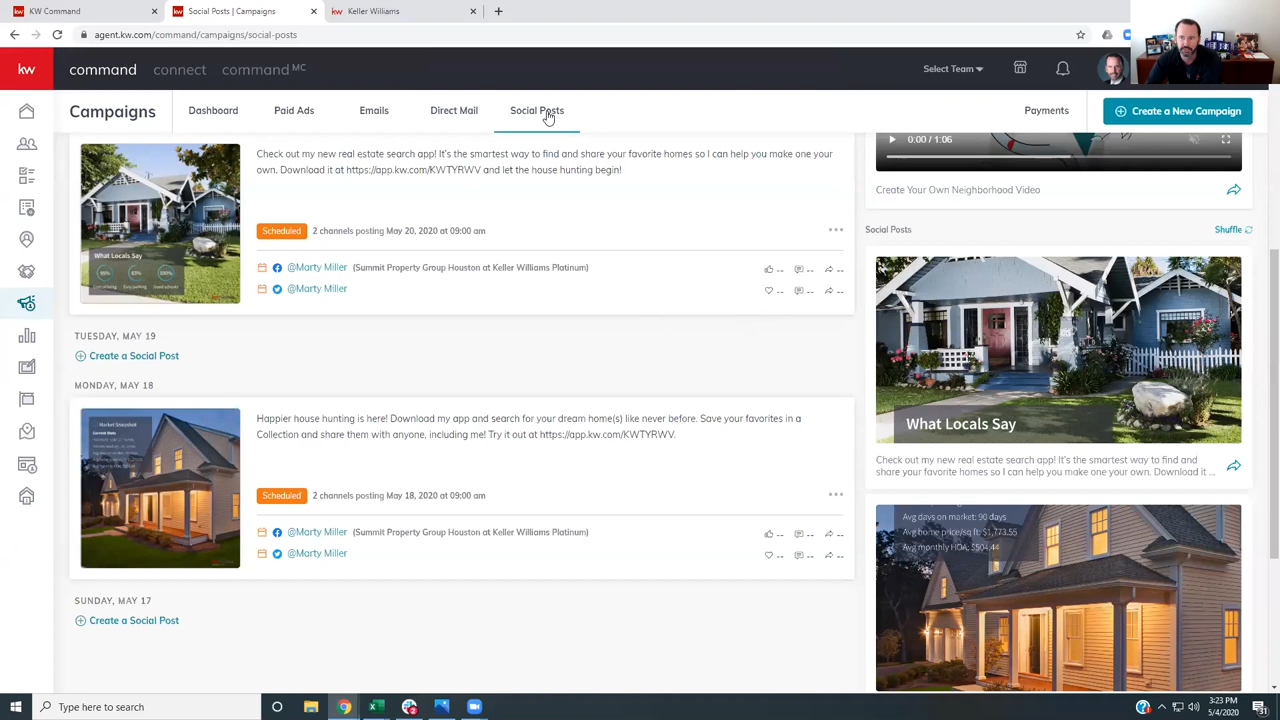 KW Command
Social Posts | Campaigns
Keller Williams
agent.kw.com/command/campaigns/social-posts
kw
command
connect
command MC
Select Team
Campaigns
Dashboard
Paid Ads
Emails
Direct Mail
Social Posts
Payments
Create a New Campaign
Check out my new real estate search app! It's the smartest way to find and share your favorite homes so I can help you make one your
own. Download it at https://app.kw.com/KWTYRWV and let the house hunting begin!
What Locals Say
Scheduled 2 channels posting May 20, 2020 at 09:00 am
@Marty Miller (Summit Property Group Houston at Keller Williams Platinum)
-- -- --
@Marty Miller
-- -- --
TUESDAY, MAY 19
Create a Social Post
MONDAY, MAY 18
Market Snapshot
Happier house hunting is here! Download my app and search for your dream home(s) like never before. Save your favorites in a
Collection and share them with anyone, including me! Try it out at https://app.kw.com/KWTYRWV.
Scheduled 2 channels posting May 18, 2020 at 09:00 am
@Marty Miller (Summit Property Group Houston at Keller Williams Platinum)
-- -- --
@Marty Miller
-- -- --
SUNDAY, MAY 17
Create a Social Post
0:00 / 1:06
Create Your Own Neighborhood Video
Social Posts
Shuffle
What Locals Say
Check out my new real estate search app! It's the smartest way to find and
share your favorite homes so I can help you make one your own. Download it ...
Avg days on market: 90 days
Avg home price/sq ft: $1,773.55
Avg monthly HOA: $504.44
Type here to search
3:23 PM
5/4/2020
31